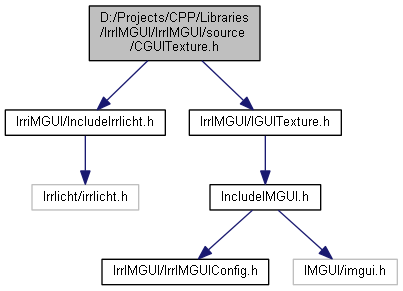 D:/Projects/CPP/Libraries
/IrrIMGUI/IrrIMGUI/source
/CGUITexture.h
IrriMGUI/IncludeIrrlicht.h
IrrIMGUI/IGUITexture.h
Irrlicht/irrlicht.h
IncludeIMGUI.h
IrrIMGUI/IrrIMGUIConfig.h
IMGUI/imgui.h